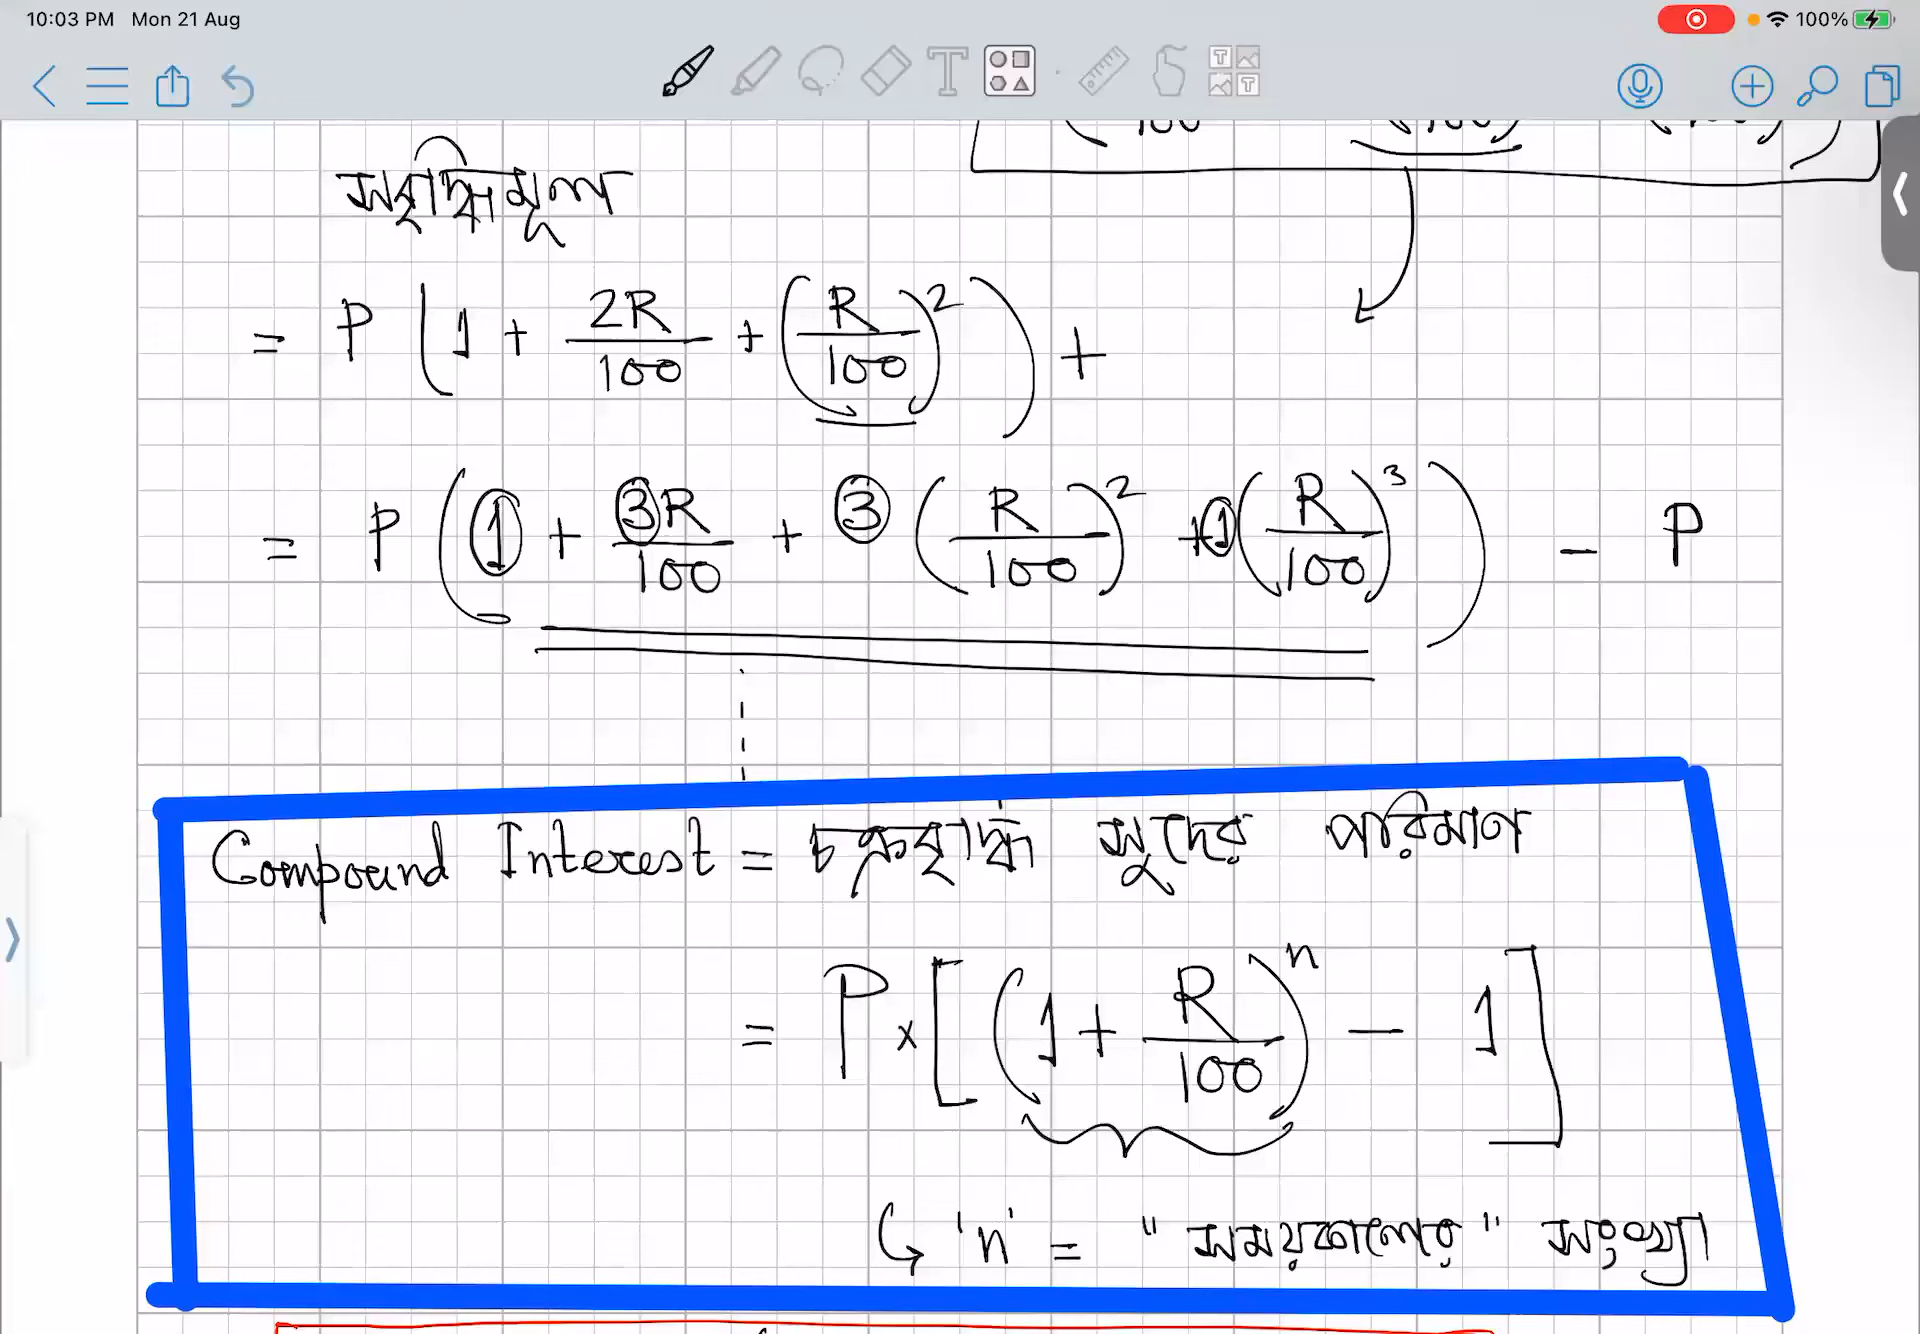 10:03 PM Mon 21 Aug
100%
সবৃদ্ধিমূল
= P (1 + 2R/100 + (R/100)²) +
= P (1 + 3R/100 + 3 (R/100)² + 1 (R/100)³) - P
Compound Interest = চক্রবৃদ্ধি সুদের পরিমাণ
= P × [(1 + R/100)ⁿ - 1]
↳ 'n' = "সময়কালের" সংখ্যা